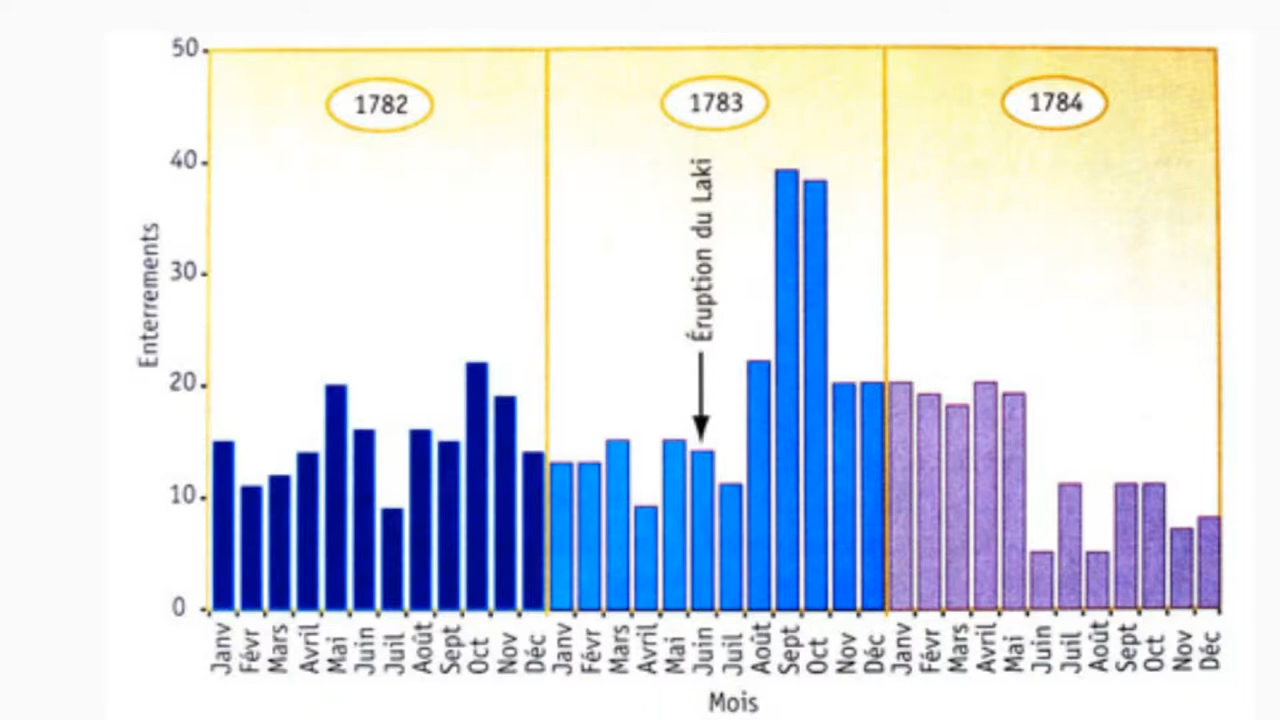 50
40
30
20
10
0
Enterrements
1782
1783
1784
Éruption du Laki
Janv Févr Mars Avril Mai Juin Juil Août Sept Oct Nov Déc Janv Févr Mars Avril Mai Juin Juil Août Sept Oct Nov Déc Janv Févr Mars Avril Mai Juin Juil Août Sept Oct Nov Déc
Mois